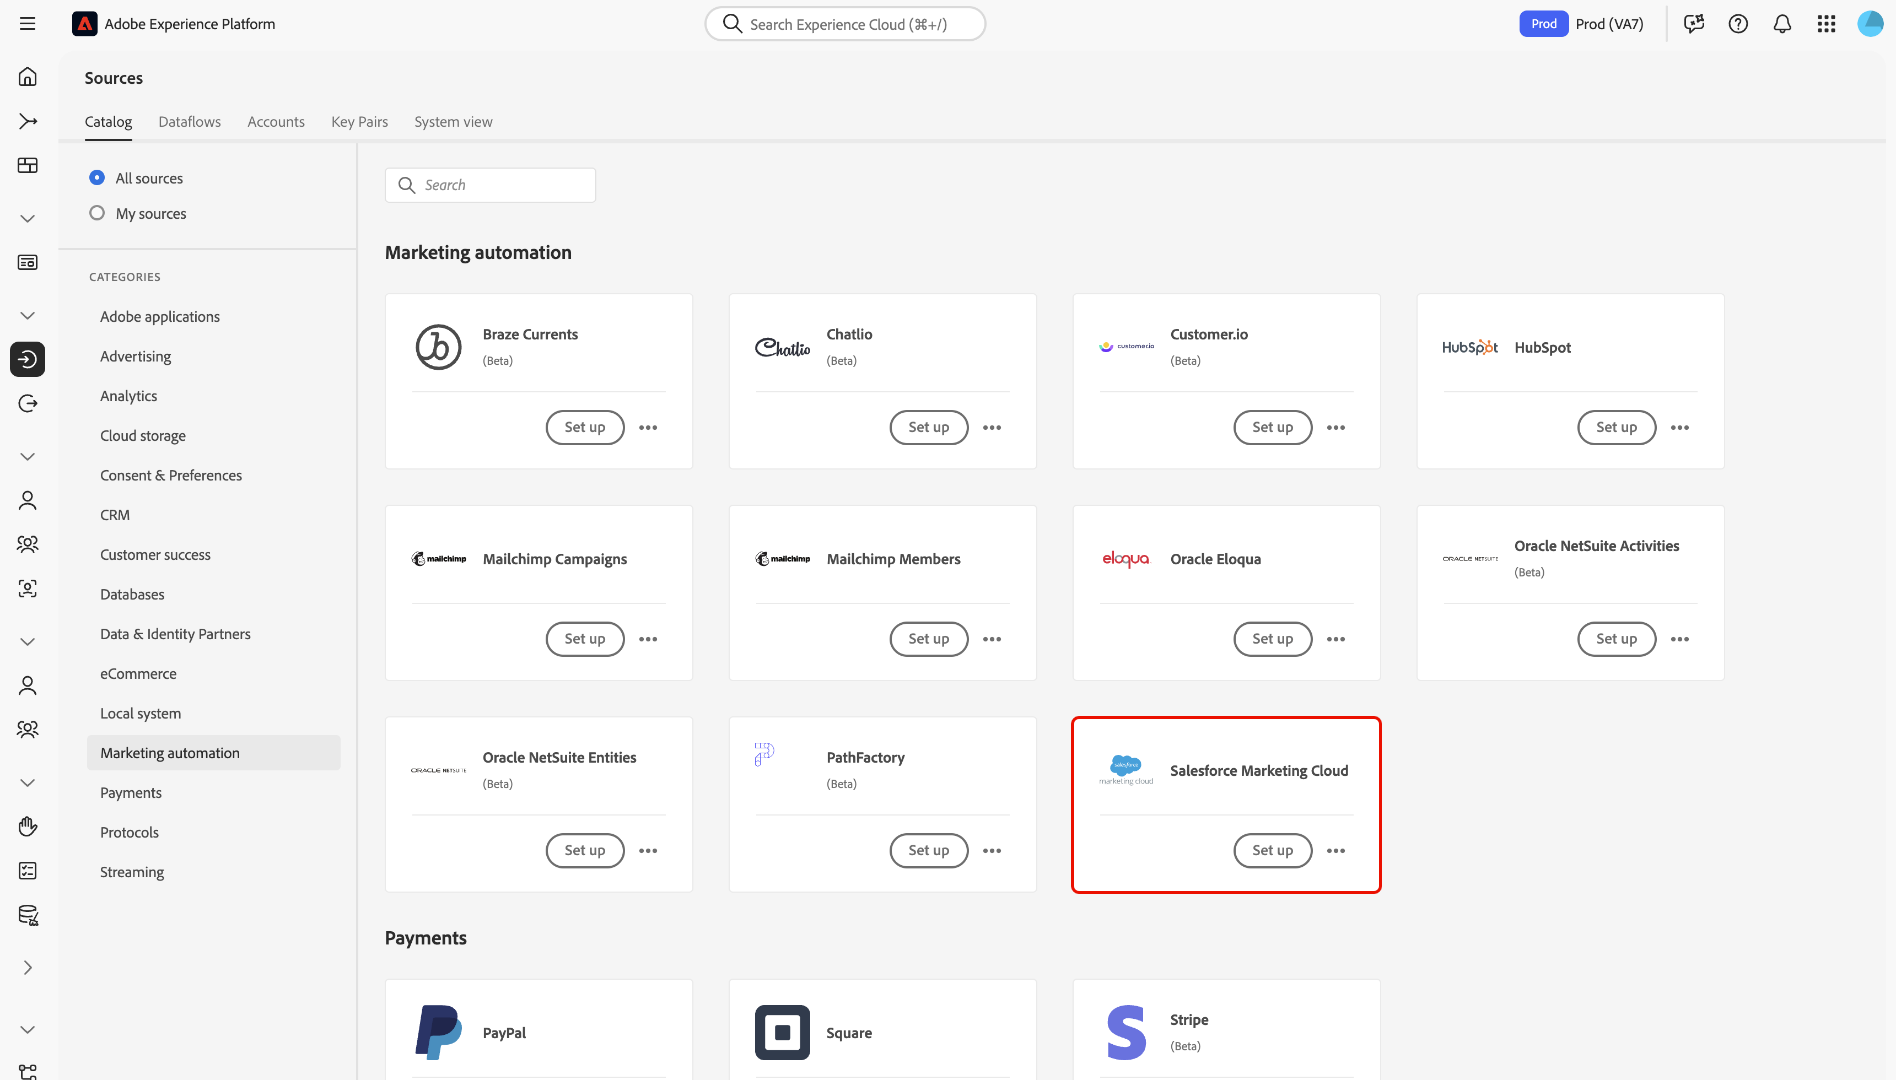 Adobe Experience Platform
Search Experience Cloud (⌘+/)
Prod
Prod (VA7)
Sources
Catalog
Dataflows
Accounts
Key Pairs
System view
All sources
My sources
CATEGORIES
Adobe applications
Advertising
Analytics
Cloud storage
Consent & Preferences
CRM
Customer success
Databases
Data & Identity Partners
eCommerce
Local system
Marketing automation
Payments
Protocols
Streaming
Search
Marketing automation
Braze Currents
(Beta)
Set up
Chatlio
Chatlio
(Beta)
Set up
customer.io
Customer.io
(Beta)
Set up
HubSpot
HubSpot
Set up
mailchimp
Mailchimp Campaigns
Set up
mailchimp
Mailchimp Members
Set up
eloqua
Oracle Eloqua
Set up
ORACLE NETSUITE
Oracle NetSuite Activities
(Beta)
Set up
ORACLE NETSUITE
Oracle NetSuite Entities
(Beta)
Set up
PathFactory
(Beta)
Set up
salesforce
marketing cloud
Salesforce Marketing Cloud
Set up
Payments
PayPal
Square
Stripe
(Beta)